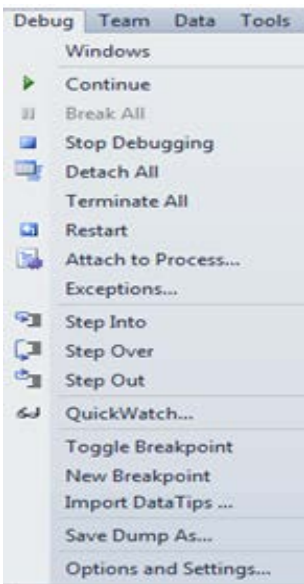 Debug Team Data Tools
Windows
Continue
Break All
Stop Debugging
Detach All
Terminate All
Restart
Attach to Process...
Exceptions...
Step Into
Step Over
Step Out
QuickWatch...
Toggle Breakpoint
New Breakpoint
Import DataTips ...
Save Dump As...
Options and Settings...